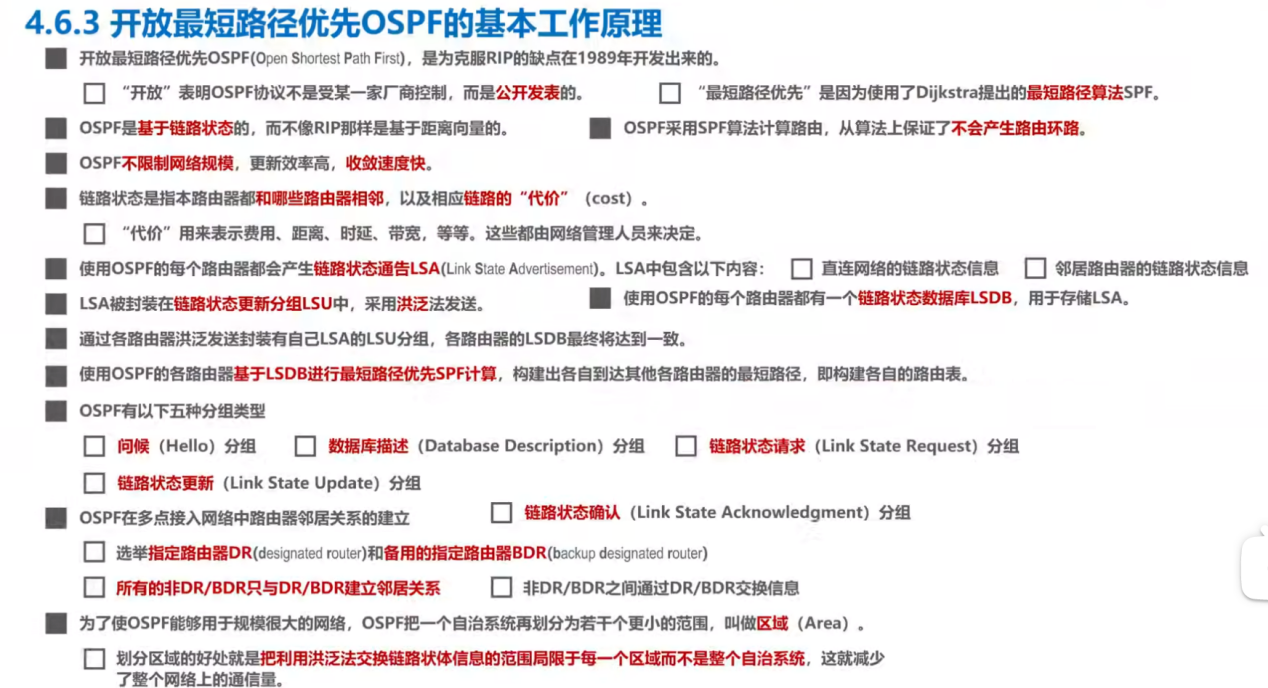 4.6.3 开放最短路径优先OSPF的基本工作原理
开放最短路径优先OSPF(Open Shortest Path First)，是为克服RIP的缺点在1989年开发出来的。
“开放”表明OSPF协议不是受某一家厂商控制，而是公开发表的。 “最短路径优先”是因为使用了Dijkstra提出的最短路径算法SPF。
OSPF是基于链路状态的，而不像RIP那样是基于距离向量的。 OSPF采用SPF算法计算路由，从算法上保证了不会产生路由环路。
OSPF不限制网络规模，更新效率高，收敛速度快。
链路状态是指本路由器都和哪些路由器相邻，以及相应链路的“代价”（cost）。
“代价”用来表示费用、距离、时延、带宽，等等。这些都由网络管理人员来决定。
使用OSPF的每个路由器都会产生链路状态通告LSA(Link State Advertisement)。LSA中包含以下内容： 直连网络的链路状态信息 邻居路由器的链路状态信息
LSA被封装在链路状态更新分组LSU中，采用洪泛法发送。 使用OSPF的每个路由器都有一个链路状态数据库LSDB，用于存储LSA。
通过各路由器洪泛发送封装有自己LSA的LSU分组，各路由器的LSDB最终将达到一致。
使用OSPF的各路由器基于LSDB进行最短路径优先SPF计算，构建出各自到达其他各路由器的最短路径，即构建各自的路由表。
OSPF有以下五种分组类型
问候（Hello）分组 数据库描述（Database Description）分组 链路状态请求（Link State Request）分组
链路状态更新（Link State Update）分组
链路状态确认（Link State Acknowledgment）分组
OSPF在多点接入网络中路由器邻居关系的建立
选举指定路由器DR(designated router)和备用的指定路由器BDR(backup designated router)
所有的非DR/BDR只与DR/BDR建立邻居关系 非DR/BDR之间通过DR/BDR交换信息
为了使OSPF能够用于规模很大的网络，OSPF把一个自治系统再划分为若干个更小的范围，叫做区域（Area）。
划分区域的好处就是把利用洪泛法交换链路状体信息的范围局限于每一个区域而不是整个自治系统，这就减少
了整个网络上的通信量。